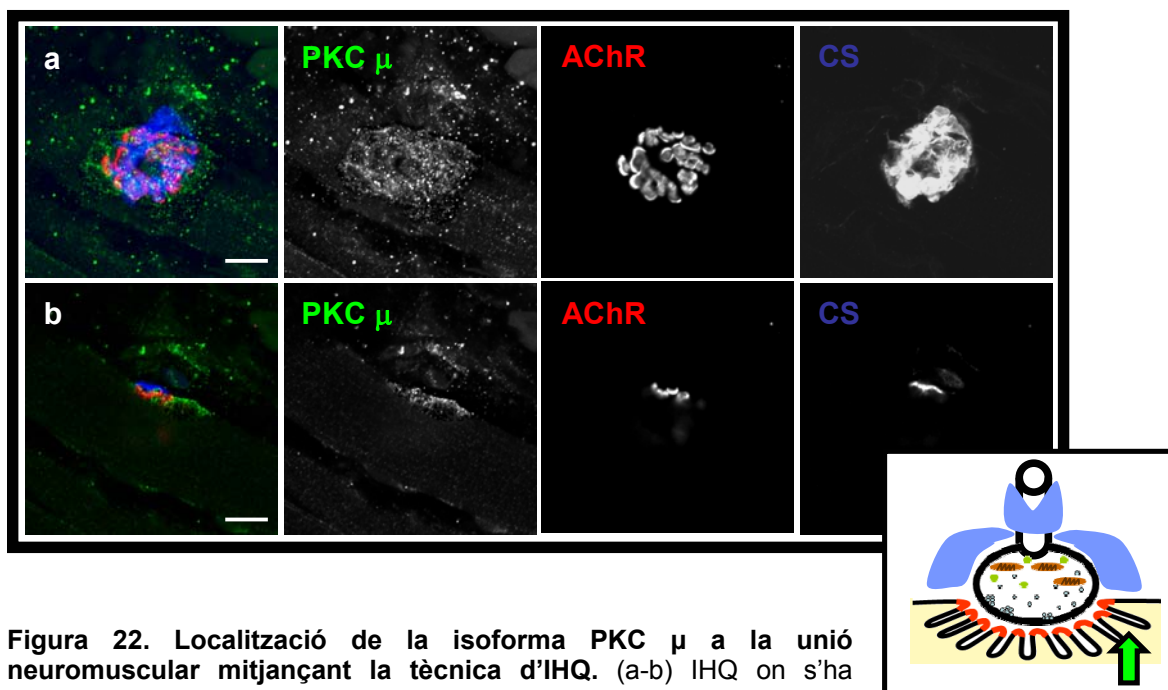 a PKC μ AChR CS
b PKC μ AChR CS
Figura 22. Localització de la isoforma PKC μ a la unió
neuromuscular mitjançant la tècnica d'IHQ. (a-b) IHQ on s'ha